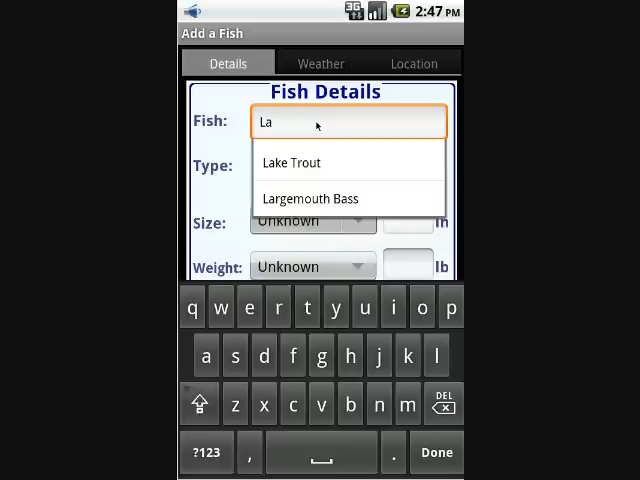 3G 2:47 PM
Add a Fish
Details Weather Location
Fish Details
Fish: La
Lake Trout
Type:
Largemouth Bass
Size: Unknown in
Weight: Unknown lb
q w e r t y u i o p
a s d f g h j k l
z x c v b n m DEL
?123 , . Done